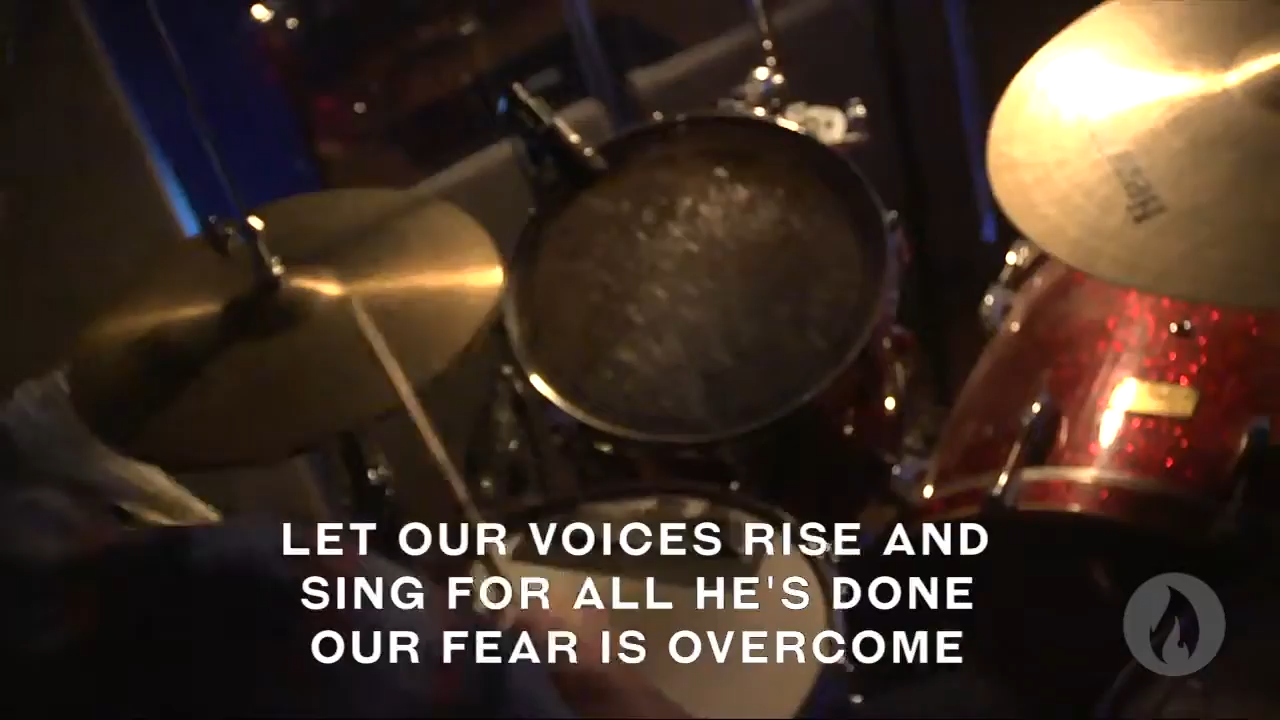 LET OUR VOICES RISE AND
SING FOR ALL HE'S DONE
OUR FEAR IS OVERCOME